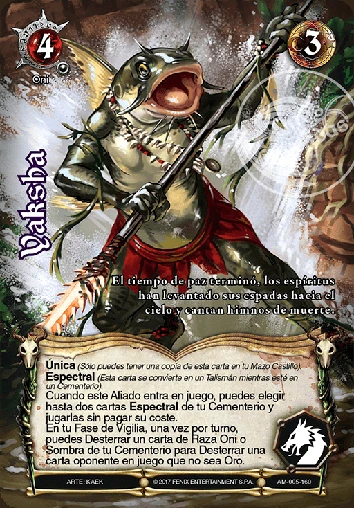 4
3
Oni
Yaksha
El tiempo de paz terminó, los espíritus
han levantado sus espadas hacia el
cielo y cantan himnos de muerte.
Única (Sólo puedes tener una copia de esta carta en tu Mazo Castillo).
Espectral (Esta carta se convierte en un Talismán mientras esté en
un Cementerio).
Cuando este Aliado entra en juego, puedes elegir
hasta dos cartas Espectral de tu Cementerio y
jugarlas sin pagar su coste.
En tu Fase de Vigilia, una vez por turno,
puedes Desterrar un carta de Raza Oni o
Sombra de tu Cementerio para Desterrar una
carta oponente en juego que no sea Oro.
ARTE: KAEK
© 2017 FENIX ENTERTAINMENT S.P.A.
AM-005-160